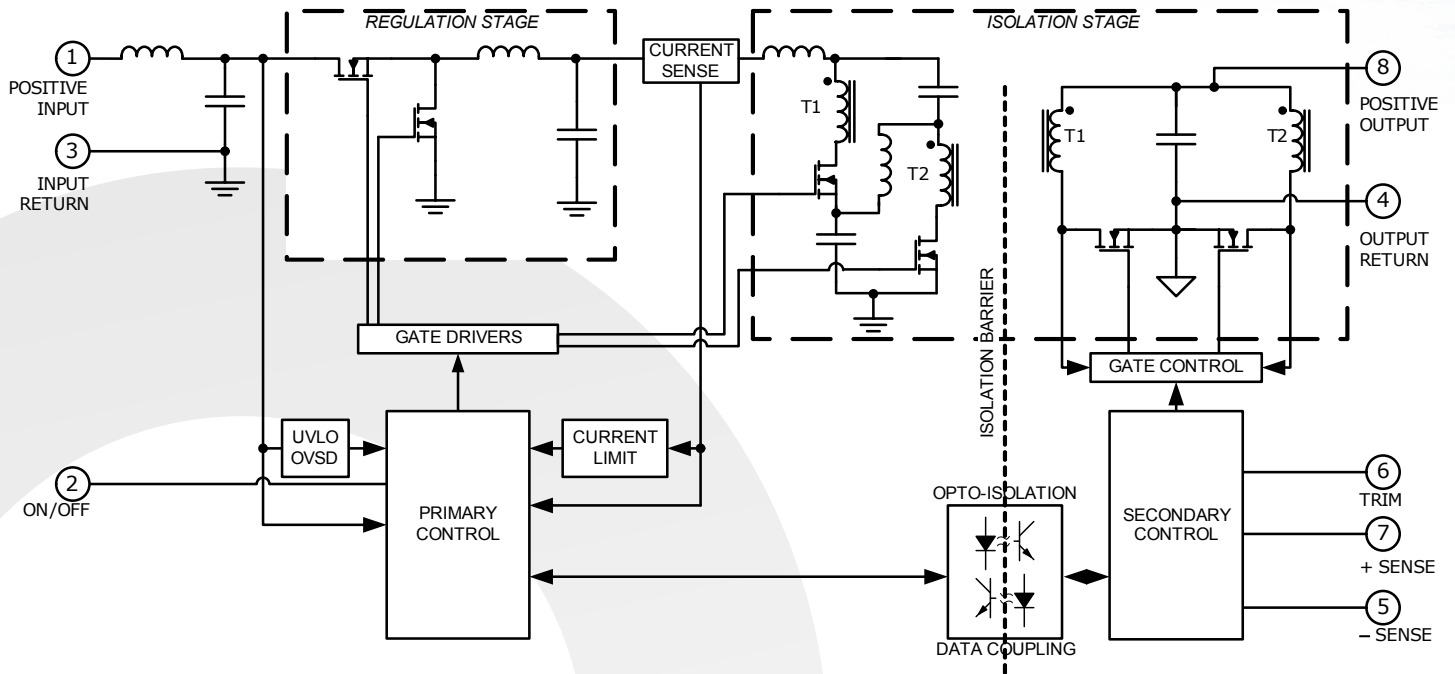 REGULATION STAGE
ISOLATION STAGE
1
POSITIVE
INPUT
CURRENT
SENSE
8
POSITIVE
OUTPUT
T1
T1
T2
3
INPUT
RETURN
T2
4
OUTPUT
RETURN
ISOLATION BARRIER
GATE DRIVERS
GATE CONTROL
UVLO
OVSD
CURRENT
LIMIT
2
ON/OFF
PRIMARY
CONTROL
OPTO-ISOLATION
DATA COUPLING
SECONDARY
CONTROL
6
TRIM
7
+ SENSE
5
– SENSE